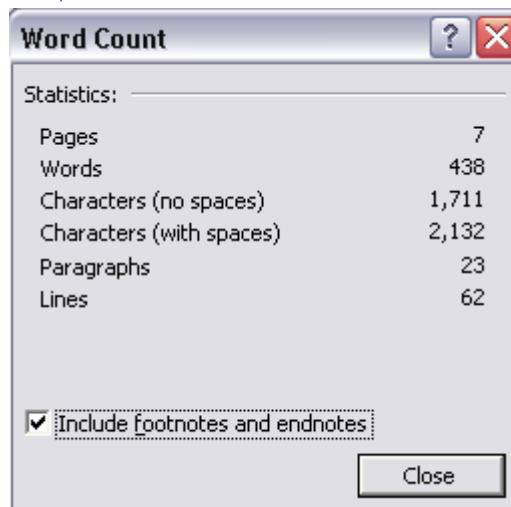 Word Count
Statistics:
Pages 7
Words 438
Characters (no spaces) 1,711
Characters (with spaces) 2,132
Paragraphs 23
Lines 62
Include footnotes and endnotes
Close